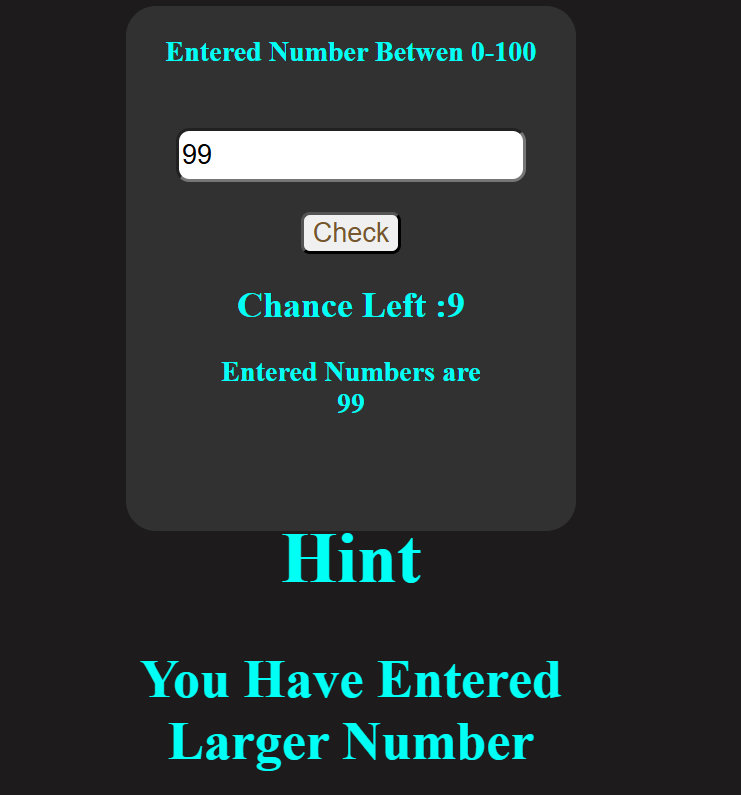 Entered Number Betwen 0-100
99
Check
Chance Left :9
Entered Numbers are
99
Hint
You Have Entered
Larger Number